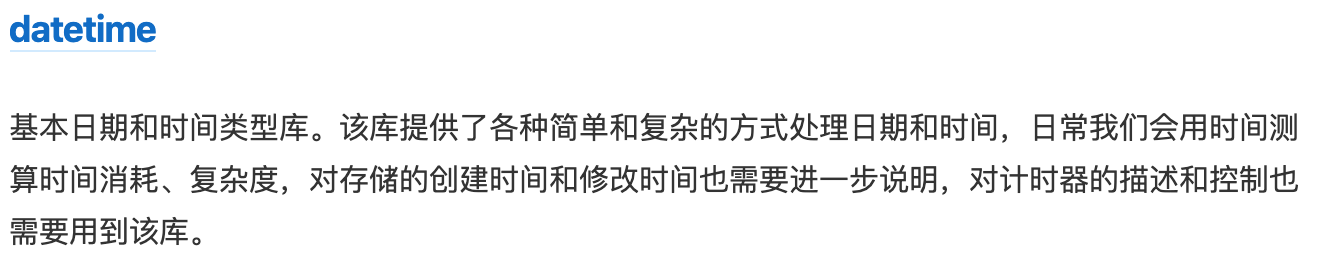 datetime
基本日期和时间类型库。该库提供了各种简单和复杂的方式处理日期和时间，日常我们会用时间测
算时间消耗、复杂度，对存储的创建时间和修改时间也需要进一步说明，对计时器的描述和控制也
需要用到该库。